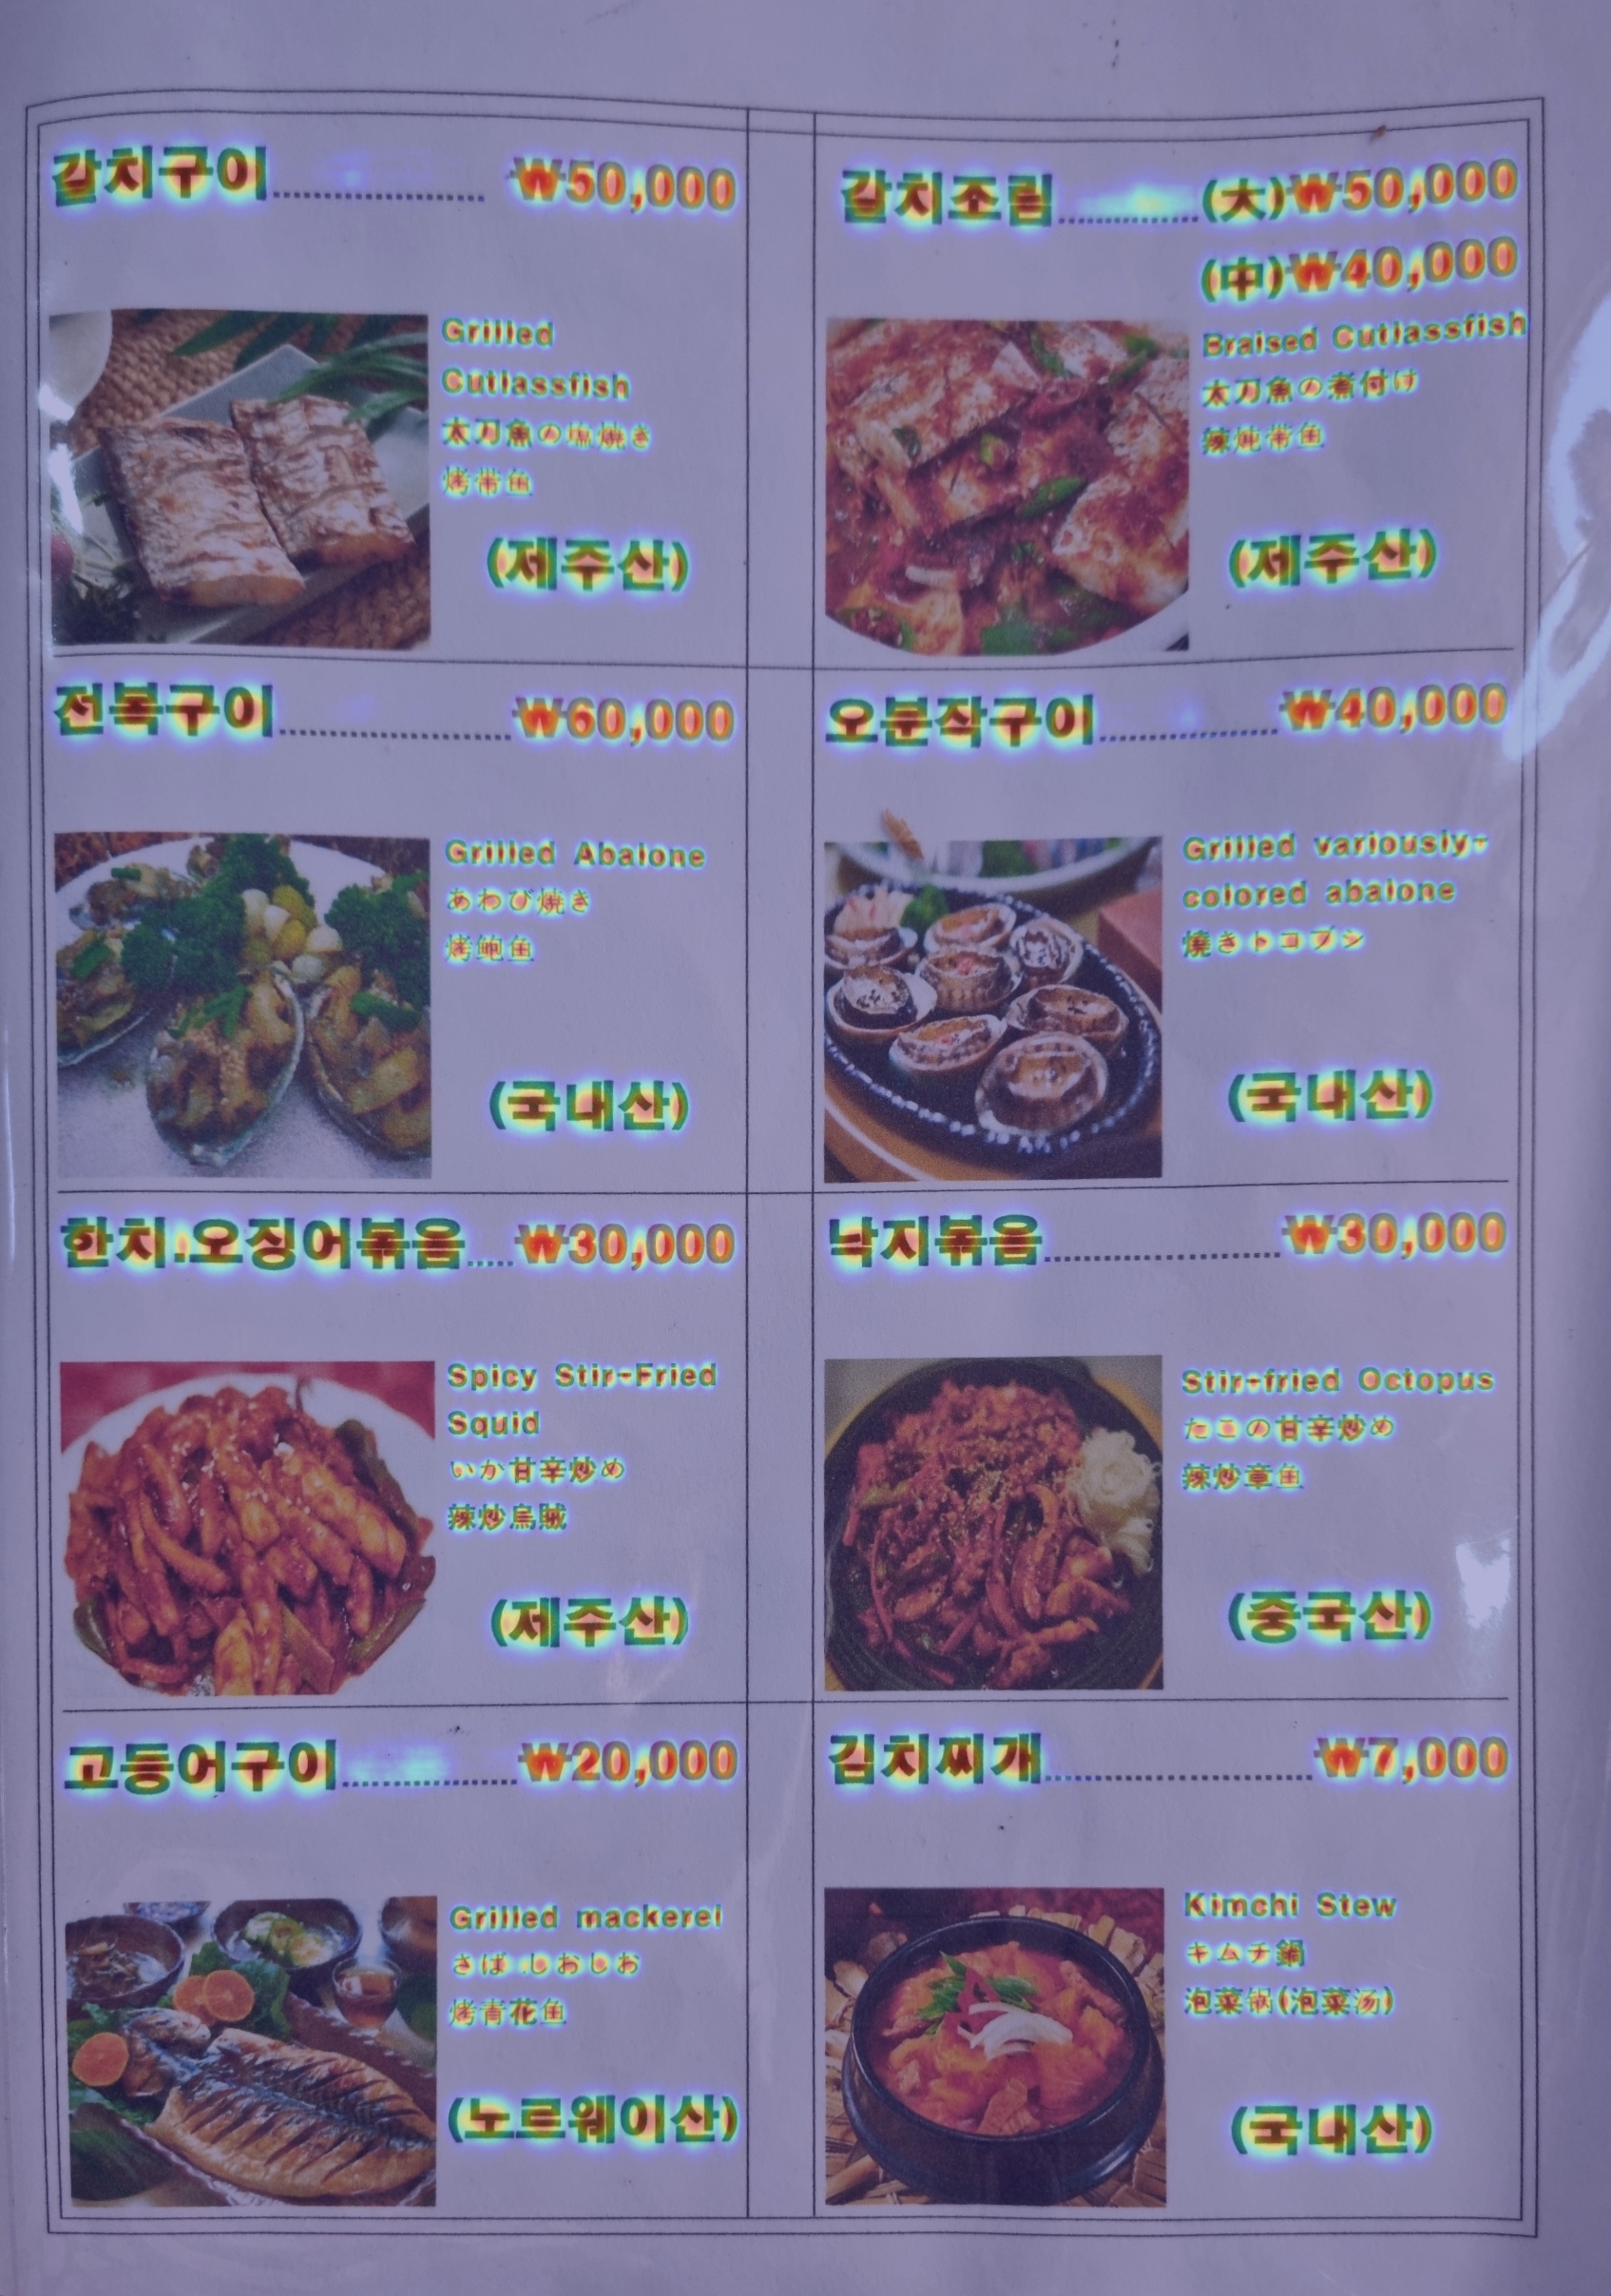 갈치구이.................... ₩50,000
Grilled
Cutlassfish
太刀魚の塩焼き
烤带鱼
(제주산)
갈치조림.............(大)₩50,000
(中)₩40,000
Braised Cutlassfish
太刀魚の煮付け
辣炖带鱼
(제주산)
전복구이......................₩60,000
Grilled Abalone
あわび焼き
烤鲍鱼
(국내산)
오분작구이.................₩40,000
Grilled variously-
colored abalone
焼きトコブシ
(국내산)
한치.오징어볶음....₩30,000
Spicy Stir-Fried
Squid
いか甘辛炒め
辣炒烏賊
(제주산)
낙지볶음......................₩30,000
Stir-fried Octopus
たこの甘辛炒め
辣炒章鱼
(중국산)
고등어구이................₩20,000
Grilled mackerel
さば しおしお
烤青花鱼
(노르웨이산)
김치찌개.........................₩7,000
Kimchi Stew
キムチ鍋
泡菜锅(泡菜汤)
(국내산)